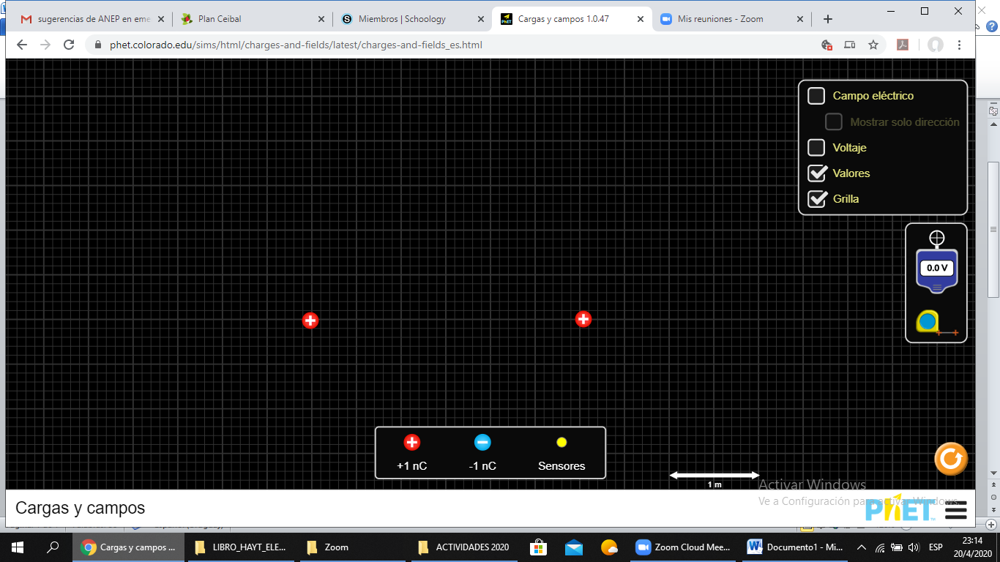 sugerencias de ANEP en eme
Plan Ceibal
Miembros | Schoology
Cargas y campos 1.0.47
Mis reuniones - Zoom
phet.colorado.edu/sims/html/charges-and-fields/latest/charges-and-fields_es.html
Campo eléctrico
Mostrar solo dirección
Voltaje
Valores
Grilla
0.0 V
+1 nC
-1 nC
Sensores
1 m
Activar Windows
Ve a Configuración para activar Windows.
Cargas y campos
PhET
Cargas y campos ...
LIBRO_HAYT_ELE...
Zoom
ACTIVIDADES 2020
Zoom Cloud Mee...
Documento1 - Mi...
ESP
23:14
20/4/2020